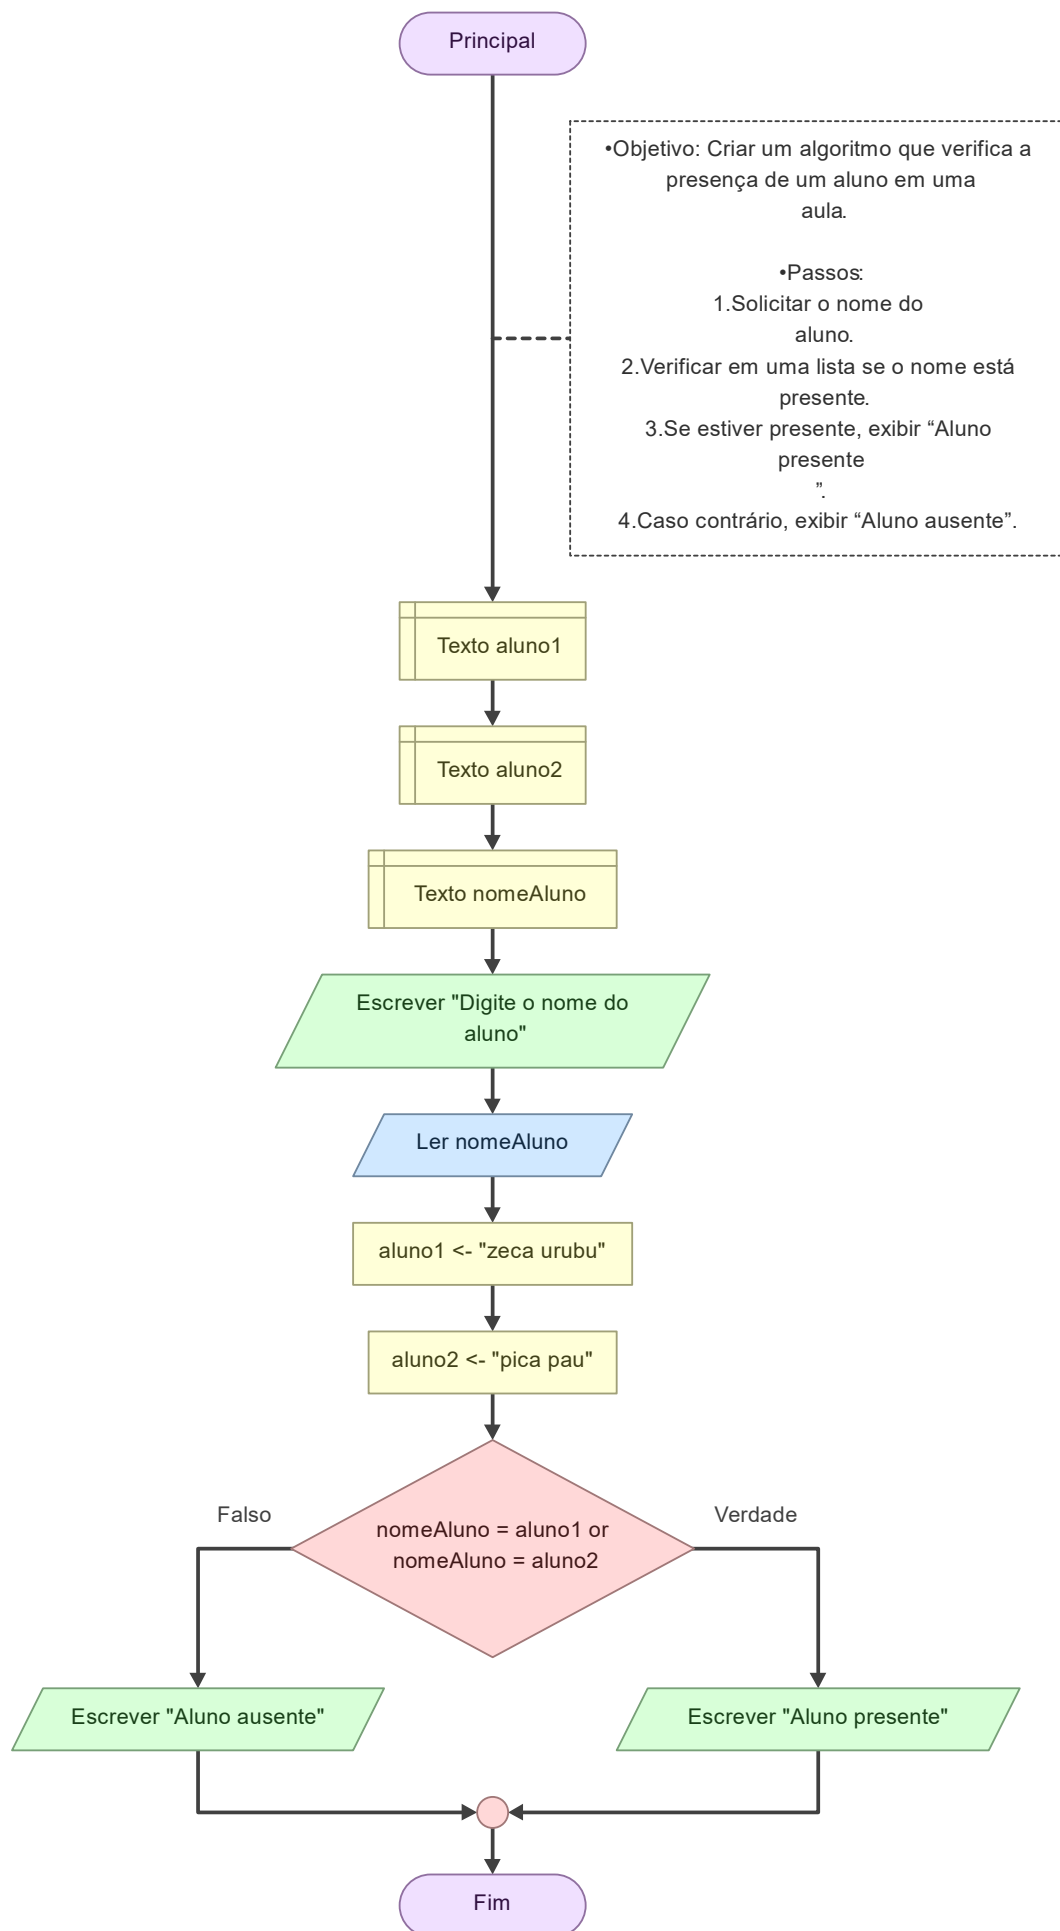 Principal
•Objetivo: Criar um algoritmo que verifica a
presença de um aluno em uma
aula.
•Passos:
1.Solicitar o nome do
aluno.
2.Verificar em uma lista se o nome está
presente.
3.Se estiver presente, exibir “Aluno
presente
”.
4.Caso contrário, exibir “Aluno ausente”.
Texto aluno1
Texto aluno2
Texto nomeAluno
Escrever "Digite o nome do
aluno"
Ler nomeAluno
aluno1 <- "zeca urubu"
aluno2 <- "pica pau"
Falso
Verdade
nomeAluno = aluno1 or
nomeAluno = aluno2
Escrever "Aluno ausente"
Escrever "Aluno presente"
Fim